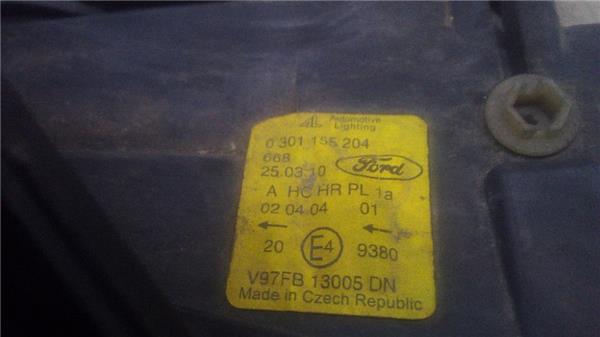 AL Automotive
Lighting
0 301 155 204
668
25.03.10 Ford
A HC HR PL 1a
02 04 04 01
20 E4 9380
V97FB 13005 DN
Made in Czech Republic